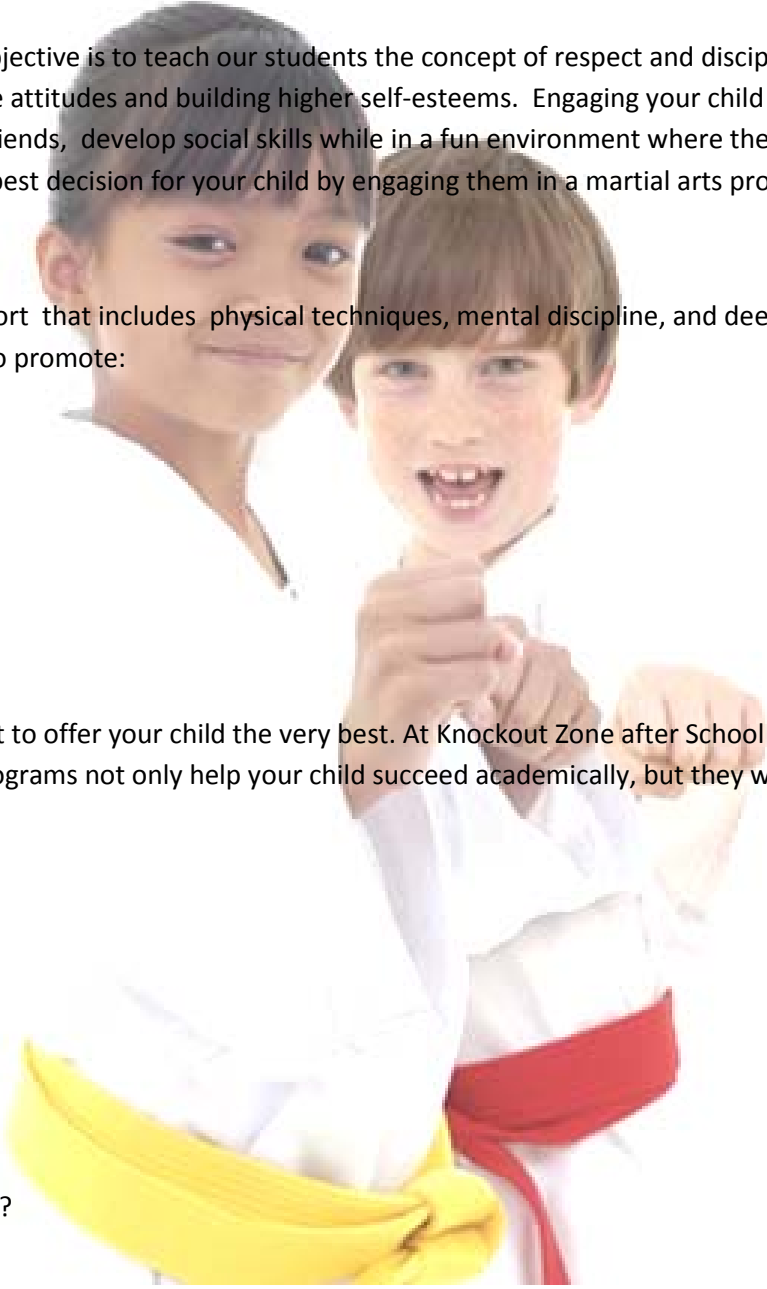 jective is to teach our students the concept of respect and discip
e attitudes and building higher self-esteems. Engaging your child
iends, develop social skills while in a fun environment where the
best decision for your child by engaging them in a martial arts pro
ort that includes physical techniques, mental discipline, and dee
o promote:
t to offer your child the very best. At Knockout Zone after School
ograms not only help your child succeed academically, but they w
?